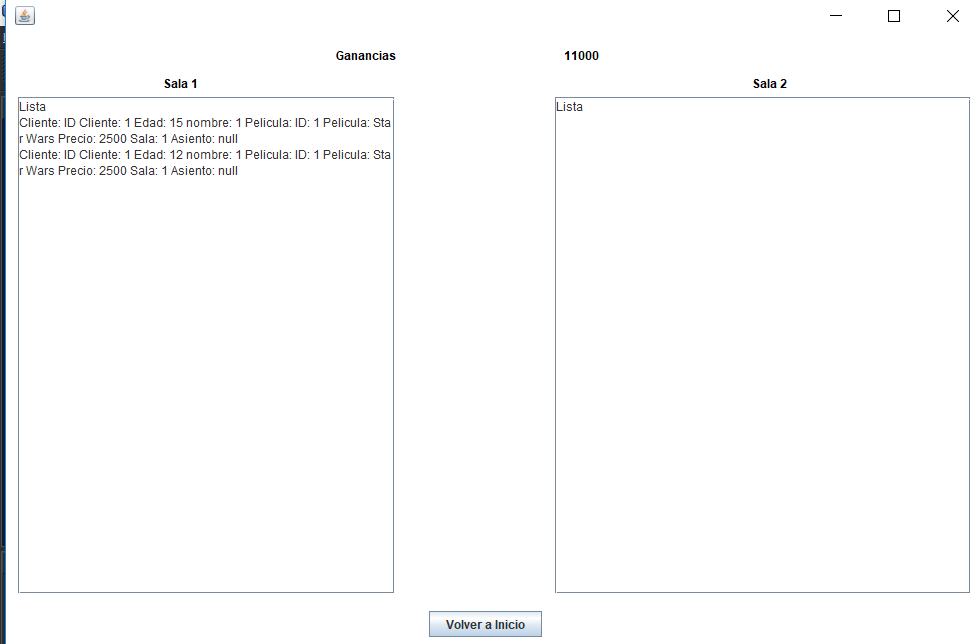 Ganancias 11000
Sala 1 Sala 2
Lista
Cliente: ID Cliente: 1 Edad: 15 nombre: 1 Pelicula: ID: 1 Pelicula: Sta
r Wars Precio: 2500 Sala: 1 Asiento: null
Cliente: ID Cliente: 1 Edad: 12 nombre: 1 Pelicula: ID: 1 Pelicula: Sta
r Wars Precio: 2500 Sala: 1 Asiento: null
Lista
Volver a Inicio